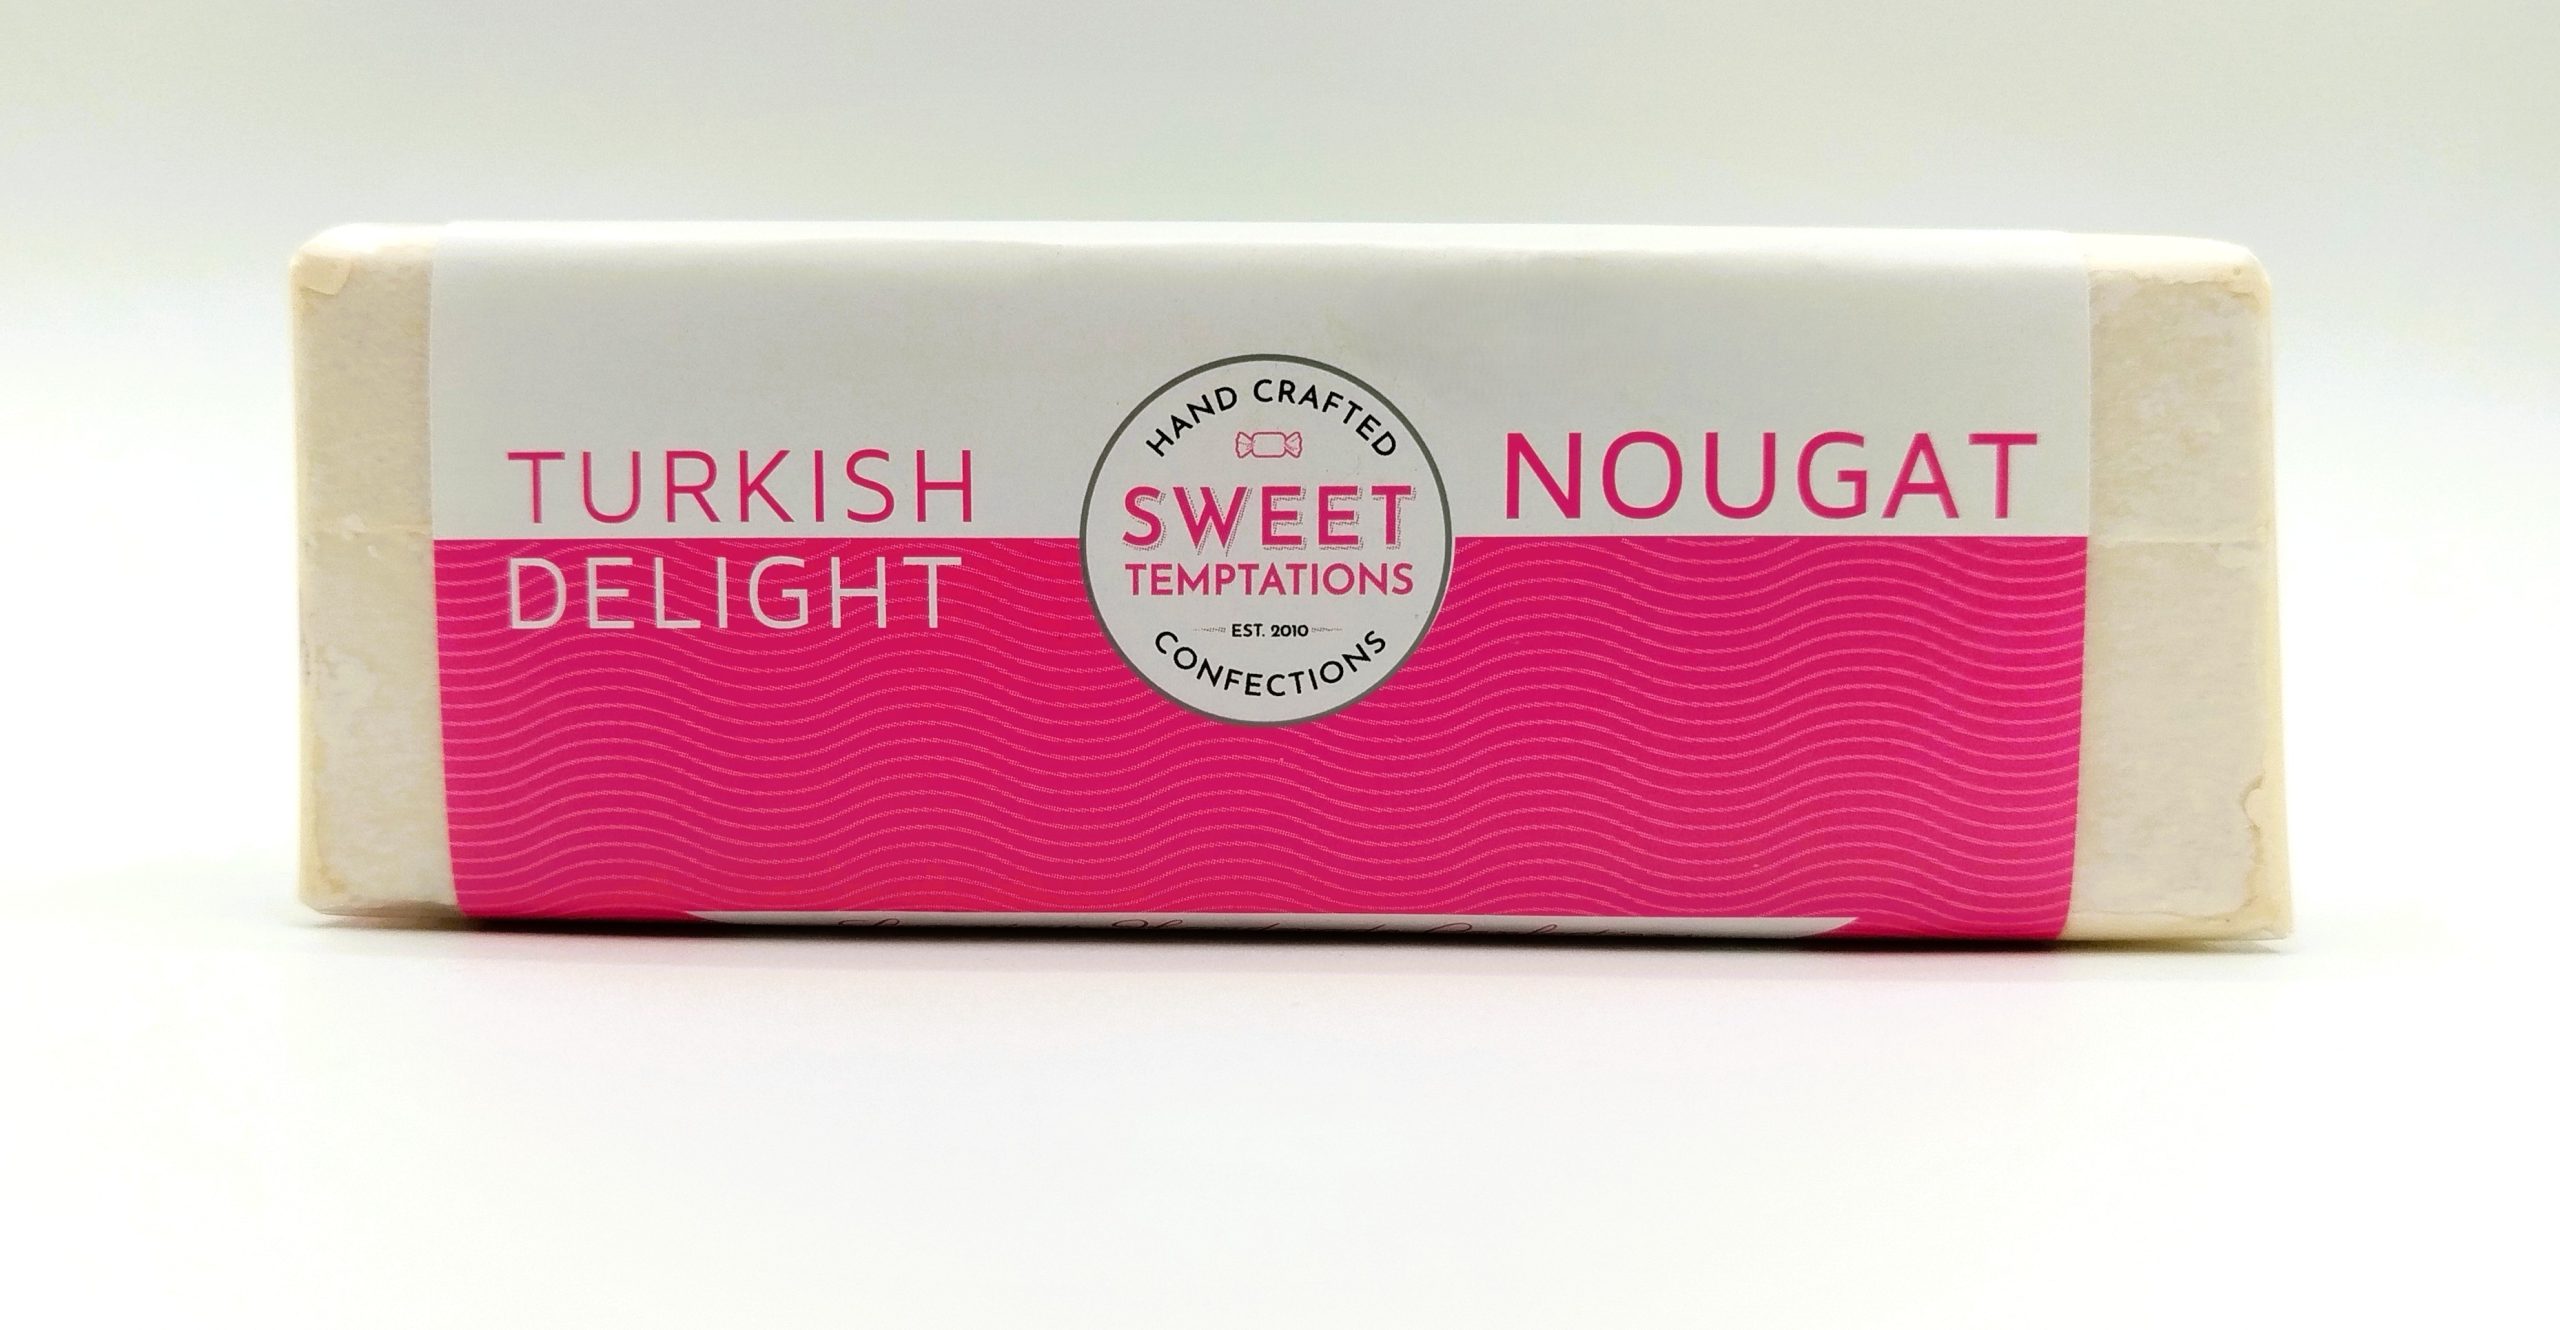 TURKISH
DELIGHT
HAND CRAFTED
SWEET
TEMPTATIONS
EST. 2010
CONFECTIONS
NOUGAT